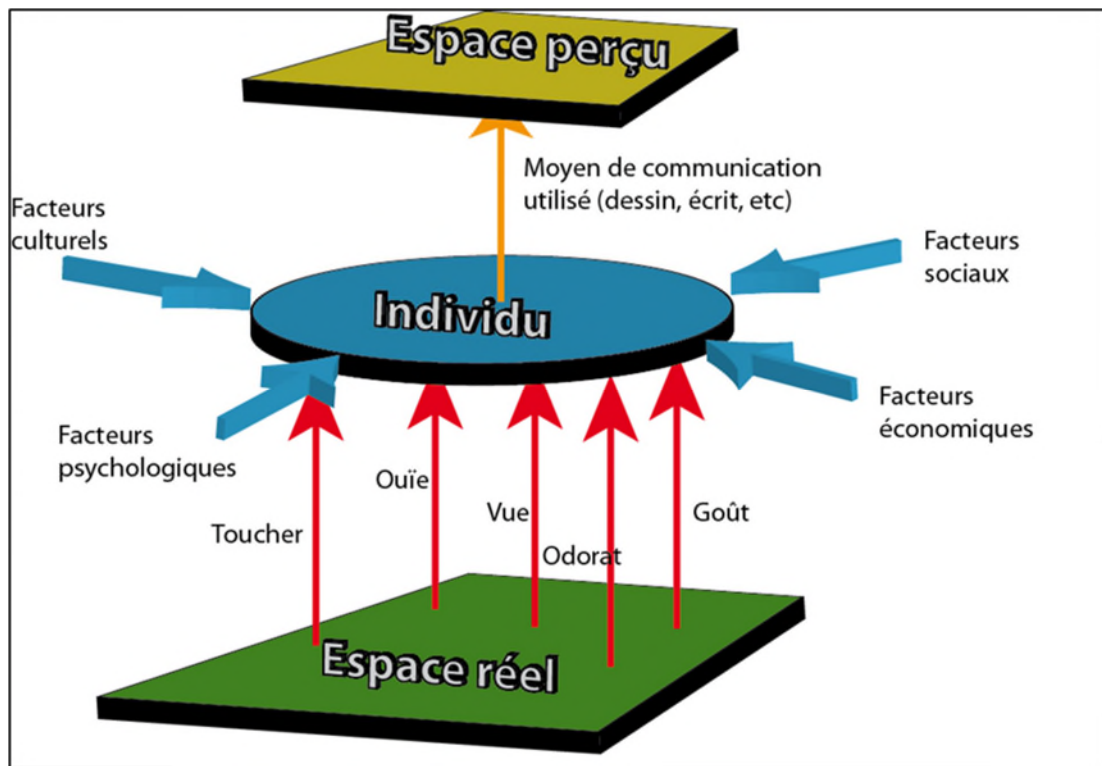 Espace perçu
Moyen de communication
utilisé (dessin, écrit, etc)
Facteurs
culturels
Facteurs
sociaux
Individu
Facteurs
psychologiques
Facteurs
économiques
Ouïe
Toucher
Vue
Goût
Odorat
Espace réel